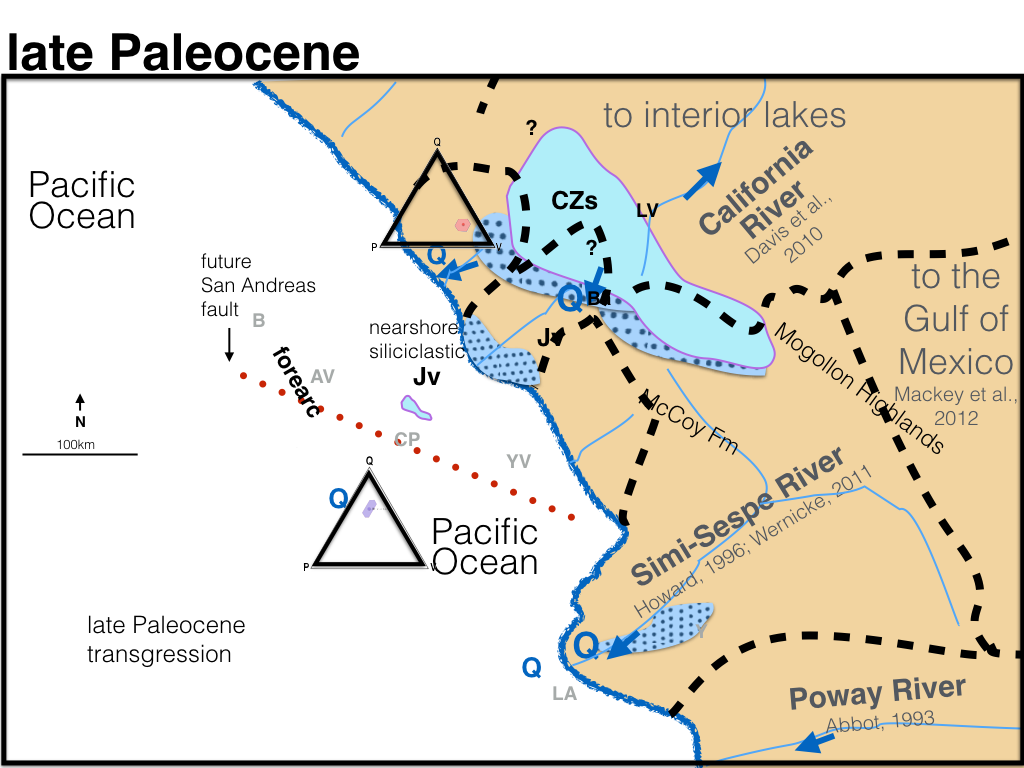 late Paleocene
to interior lakes
?
Q
Pacific
Ocean
CZs
LV
California
River
Davis et al.,
2010
P
V
?
Q
future
San Andreas
fault
to the
Gulf of
Mexico
Mackey et al.,
2012
B
Q
nearshore
siliciclastic
Jv
Mogollon Highlands
forearc
AV
McCoy Fm
N
100km
CP
YV
Q
Q
P
Pacific
Ocean
Simi-Sespe River
Howard, 1996; Wernicke, 2011
late Paleocene
transgression
Y
Q
Q
LA
Poway River
Abbot, 1993